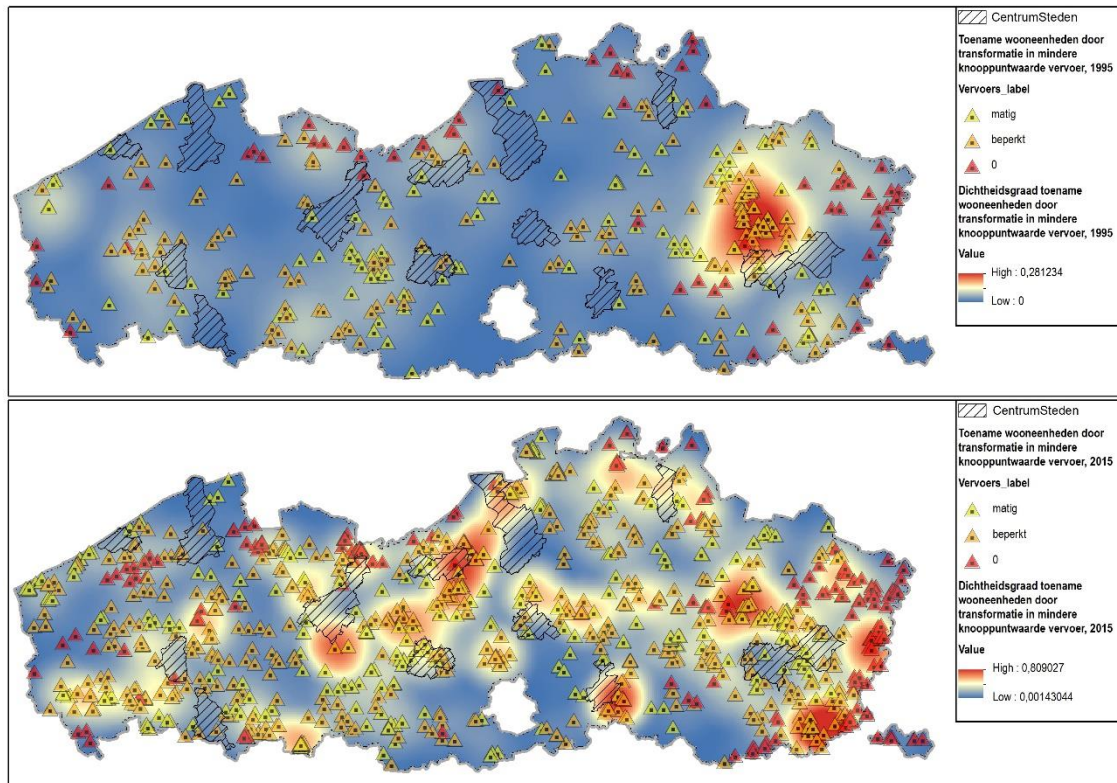 CentrumSteden
Toename wooneenheden door
transformatie in mindere
knooppuntwaarde vervoer, 1995
Vervoers_label
matig
beperkt
0
Dichtheidsgraad toename
wooneenheden door
transformatie in mindere
knooppuntwaarde vervoer, 1995
Value
High : 0,281234
Low : 0
CentrumSteden
Toename wooneenheden door
transformatie in mindere
knooppuntwaarde vervoer, 2015
Vervoers_label
matig
beperkt
0
Dichtheidsgraad toename
wooneenheden door
transformatie in mindere
knooppuntwaarde vervoer, 2015
Value
High : 0,809027
Low : 0,00143044